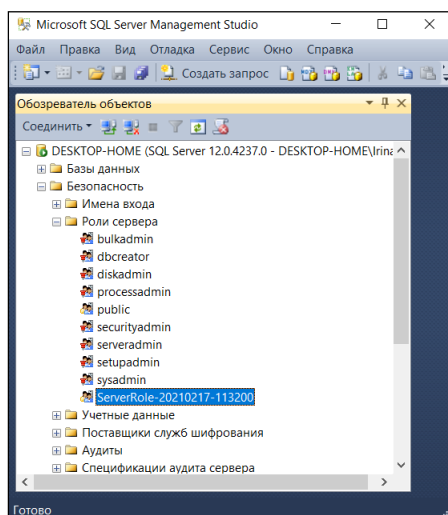 Microsoft SQL Server Management Studio
Файл Правка Вид Отладка Сервис Окно Справка
Создать запрос
Обозреватель объектов
Соединить
DESKTOP-HOME (SQL Server 12.0.4237.0 - DESKTOP-HOME\Irina
Базы данных
Безопасность
Имена входа
Роли сервера
bulkadmin
dbcreator
diskadmin
processadmin
public
securityadmin
serveradmin
setupadmin
sysadmin
ServerRole-20210217-113200
Учетные данные
Поставщики служб шифрования
Аудиты
Спецификации аудита сервера
Готово